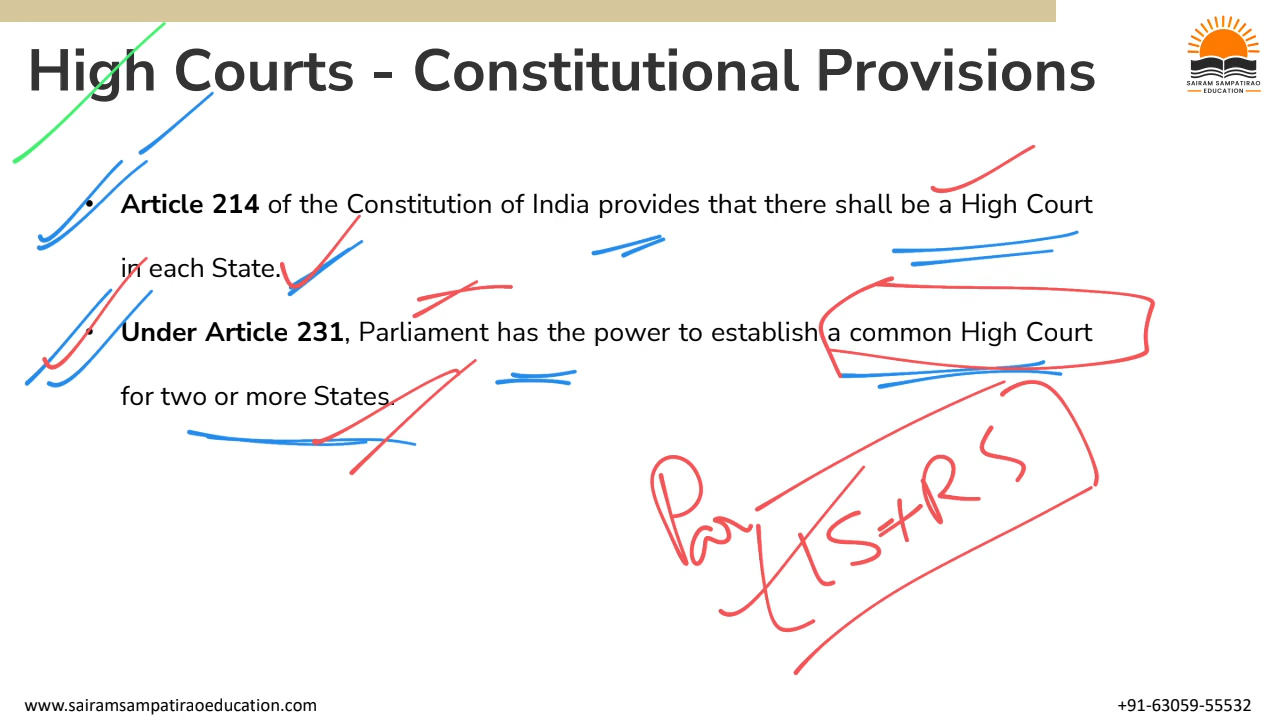 High Courts - Constitutional Provisions
SAIRAM SAMPATIRAO
EDUCATION
• Article 214 of the Constitution of India provides that there shall be a High Court
in each State.
• Under Article 231, Parliament has the power to establish a common High Court
for two or more States.
LS+RS
www.sairamsampatiraoeducation.com
+91-63059-55532